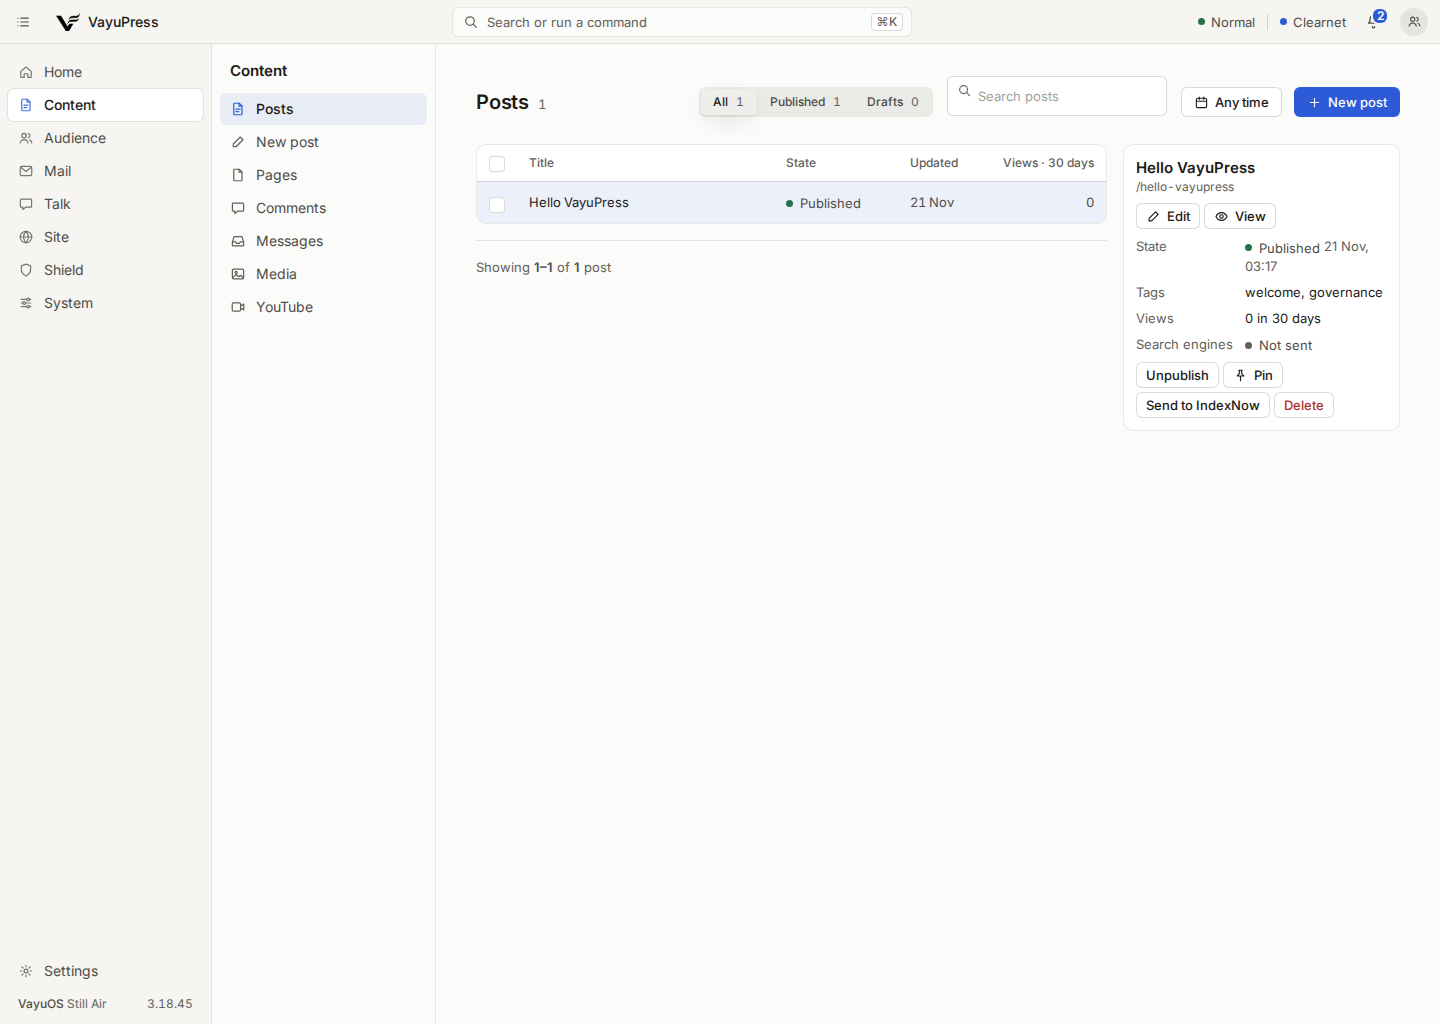 VayuPress
Search or run a command
⌘K
Normal
Clearnet
2
Home
Content
Audience
Mail
Talk
Site
Shield
System
Settings
VayuOS Still Air
3.18.45
Content
Posts
New post
Pages
Comments
Messages
Media
YouTube
Posts 1
All 1
Published 1
Drafts 0
Search posts
Any time
New post
Title
State
Updated
Views · 30 days
Hello VayuPress
Published
21 Nov
0
Showing 1–1 of 1 post
Hello VayuPress
/hello-vayupress
Edit
View
State
Published 21 Nov,
03:17
Tags
welcome, governance
Views
0 in 30 days
Search engines
Not sent
Unpublish
Pin
Send to IndexNow
Delete